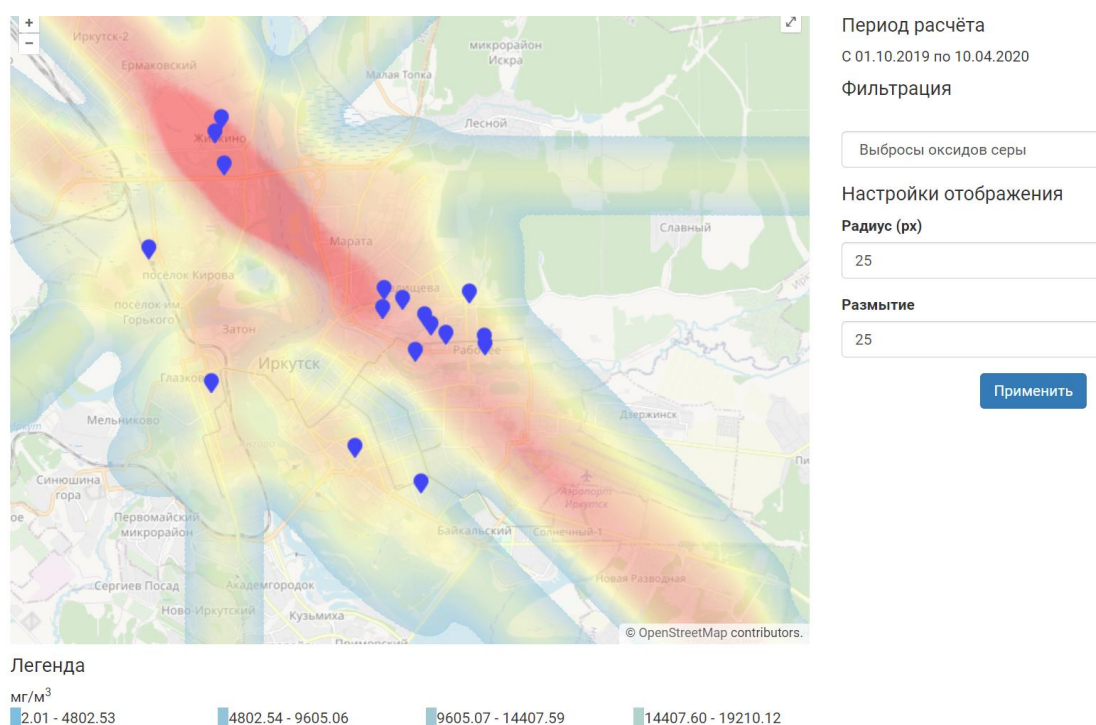 +
−
Иркутск-2
микрорайон
Искра
Ермаковский
Малая Топка
Лесной
Марата
Славный
посёлок Кирова
посёлок им.
Горького
Затон
Иркутск
Мельниково
Дзержинск
Синюшина
гора
Первомайский
микрорайон
Аэропорт
Иркутск
Байкальский
Солнечный-1
Новая Разводная
Сергиев Посад
Академгородок
Ново-Иркутский
Кузьмиха
Приморский
© OpenStreetMap contributors.
Период расчёта
С 01.10.2019 по 10.04.2020
Фильтрация
Выбросы оксидов серы
Настройки отображения
Радиус (px)
25
Размытие
25
Применить
Легенда
мг/м³
2.01 - 4802.53 4802.54 - 9605.06 9605.07 - 14407.59 14407.60 - 19210.12